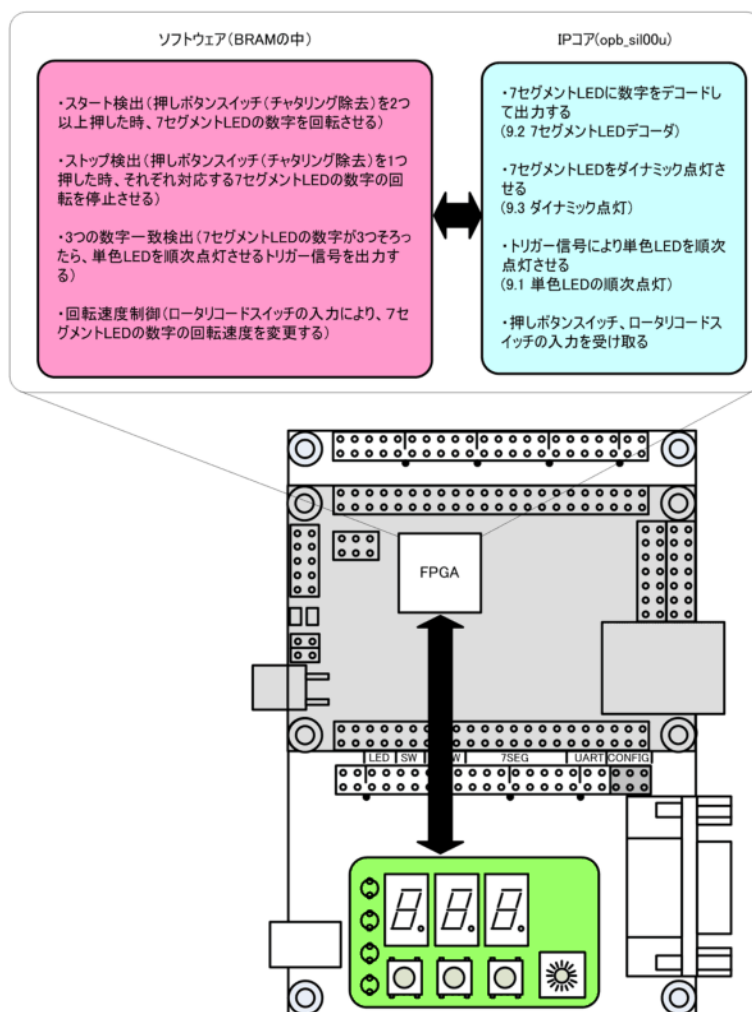 ソフトウェア(BRAMの中)
・スタート検出(押しボタンスイッチ(チャタリング除去)を2つ
以上押した時、7セグメントLEDの数字を回転させる)
・ストップ検出(押しボタンスイッチ(チャタリング除去)を1つ
押した時、それぞれ対応する7セグメントLEDの数字の回
転を停止させる)
・3つの数字一致検出(7セグメントLEDの数字が3つそろっ
たら、単色LEDを順次点灯させるトリガー信号を出力す
る)
・回転速度制御(ロータリコードスイッチの入力により、7セ
グメントLEDの数字の回転速度を変更する)
IPコア(opb_sil00u)
・7セグメントLEDに数字をデコードし
て出力する
(9.2 7セグメントLEDデコーダ)
・7セグメントLEDをダイナミック点灯さ
せる
(9.3 ダイナミック点灯)
・トリガー信号により単色LEDを順次
点灯させる
(9.1 単色LEDの順次点灯)
・押しボタンスイッチ、ロータリコードス
イッチの入力を受け取る
FPGA
LED SW 7SEG UART CONFIG